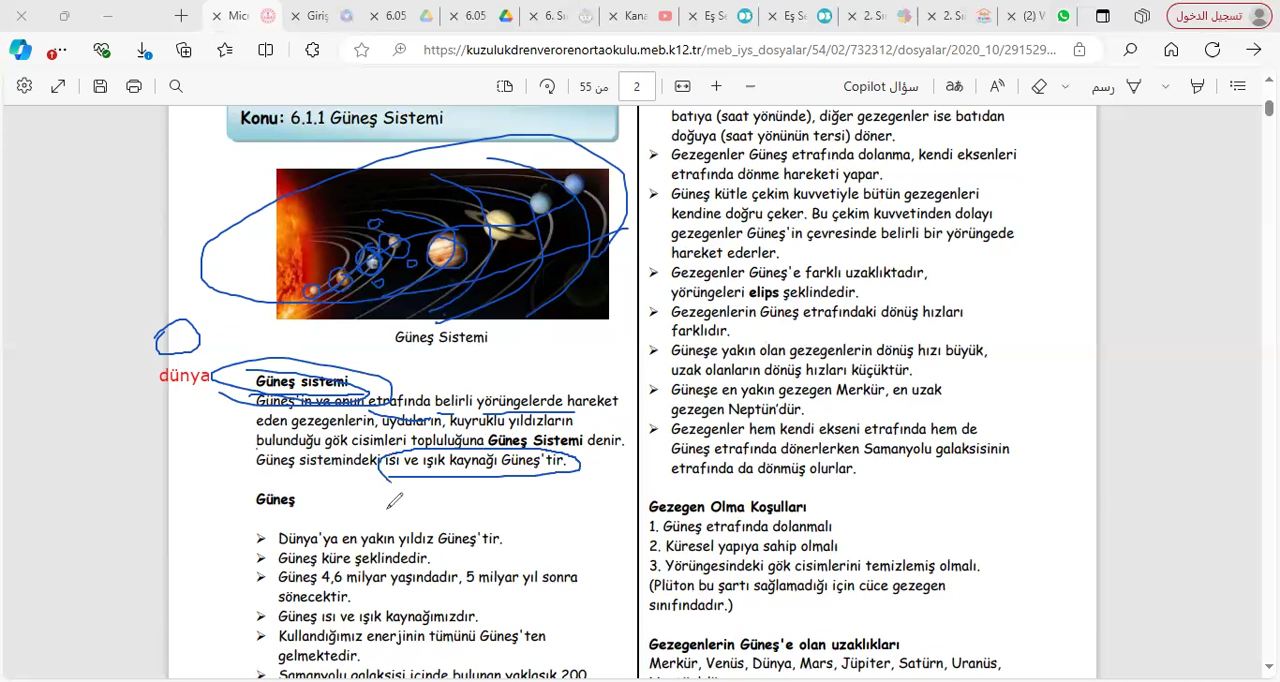 Micr
Giriş
6.05
6.05
6. Su
Kana
Eş Se
Eş Se
2. Sı
2. Sı
(2) V
تسجيل الدخول
https://kuzulukdrenverorenortaokulu.meb.k12.tr/meb_iys_dosyalar/54/02/732312/dosyalar/2020_10/291529...
من 55
2
سؤال Copilot
رسم
Konu: 6.1.1 Güneş Sistemi
Güneş Sistemi
dünya
Güneş sistemi
Güneş'in ve onun etrafında belirli yörüngelerde hareket
eden gezegenlerin, uyduların, kuyruklu yıldızların
bulunduğu gök cisimleri topluluğuna Güneş Sistemi denir.
Güneş sistemindeki ısı ve ışık kaynağı Güneş'tir.
Güneş
Dünya'ya en yakın yıldız Güneş'tir.
Güneş küre şeklindedir.
Güneş 4,6 milyar yaşındadır, 5 milyar yıl sonra
sönecektir.
Güneş ısı ve ışık kaynağımızdır.
Kullandığımız enerjinin tümünü Güneş'ten
gelmektedir.
Samanyolu galaksisi içinde bulunan yaklaşık 200
batıya (saat yönünde), diğer gezegenler ise batıdan
doğuya (saat yönünün tersi) döner.
Gezegenler Güneş etrafında dolanma, kendi eksenleri
etrafında dönme hareketi yapar.
Güneş kütle çekim kuvvetiyle bütün gezegenleri
kendine doğru çeker. Bu çekim kuvvetinden dolayı
gezegenler Güneş'in çevresinde belirli bir yörüngede
hareket ederler.
Gezegenler Güneş'e farklı uzaklıktadır,
yörüngeleri elips şeklindedir.
Gezegenlerin Güneş etrafındaki dönüş hızları
farklıdır.
Güneşe yakın olan gezegenlerin dönüş hızı büyük,
uzak olanların dönüş hızları küçüktür.
Güneşe en yakın gezegen Merkür, en uzak
gezegen Neptün'dür.
Gezegenler hem kendi ekseni etrafında hem de
Güneş etrafında dönerlerken Samanyolu galaksisinin
etrafında da dönmüş olurlar.
Gezegen Olma Koşulları
1. Güneş etrafında dolanmalı
2. Küresel yapıya sahip olmalı
3. Yörüngesindeki gök cisimlerini temizlemiş olmalı.
(Plüton bu şartı sağlamadığı için cüce gezegen
sınıfındadır.)
Gezegenlerin Güneş'e olan uzaklıkları
Merkür, Venüs, Dünya, Mars, Jüpiter, Satürn, Uranüs,